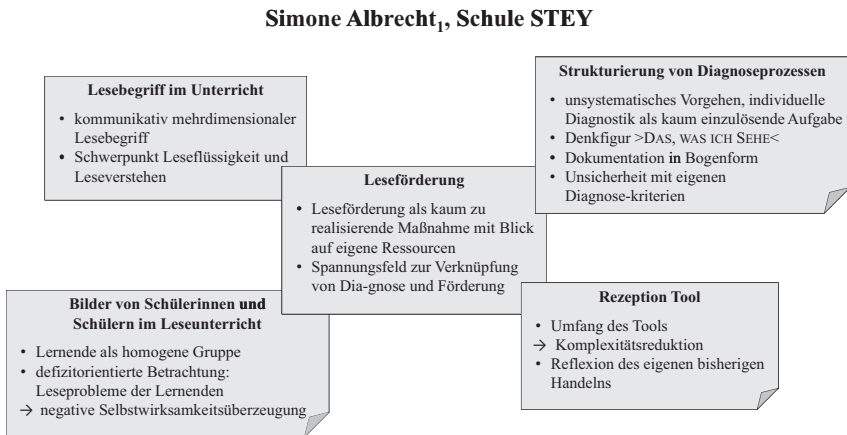 Simone Albrecht1, Schule STEY
Lesebegriff im Unterricht
• kommunikativ mehrdimensionaler
Lesebegriff
• Schwerpunkt Leseflüssigkeit und
Leseverstehen
Strukturierung von Diagnoseprozessen
• unsystematisches Vorgehen, individuelle
Diagnostik als kaum einzulösende Aufgabe
• Denkfigur >DAS, WAS ICH SEHE<
• Dokumentation in Bogenform
• Unsicherheit mit eigenen
Diagnose-kriterien
Leseförderung
• Leseförderung als kaum zu
realisierende Maßnahme mit Blick
auf eigene Ressourcen
• Spannungsfeld zur Verknüpfung
von Dia-gnose und Förderung
Bilder von Schülerinnen und
Schülern im Leseunterricht
• Lernende als homogene Gruppe
• defizitorientierte Betrachtung:
Leseprobleme der Lernenden
→ negative Selbstwirksamkeitsüberzeugung
Rezeption Tool
• Umfang des Tools
→ Komplexitätsreduktion
• Reflexion des eigenen bisherigen
Handelns